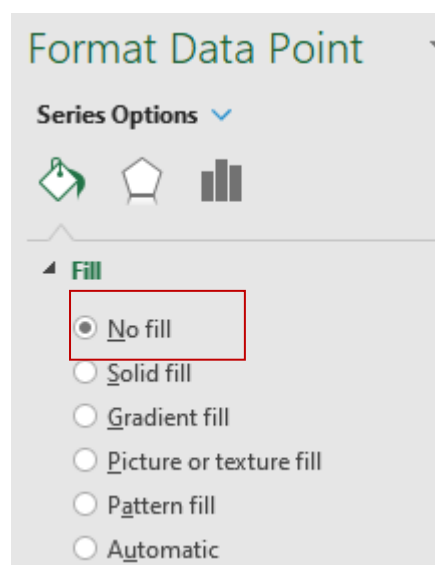 Format Data Point
Series Options
Fill
No fill
Solid fill
Gradient fill
Picture or texture fill
Pattern fill
Automatic